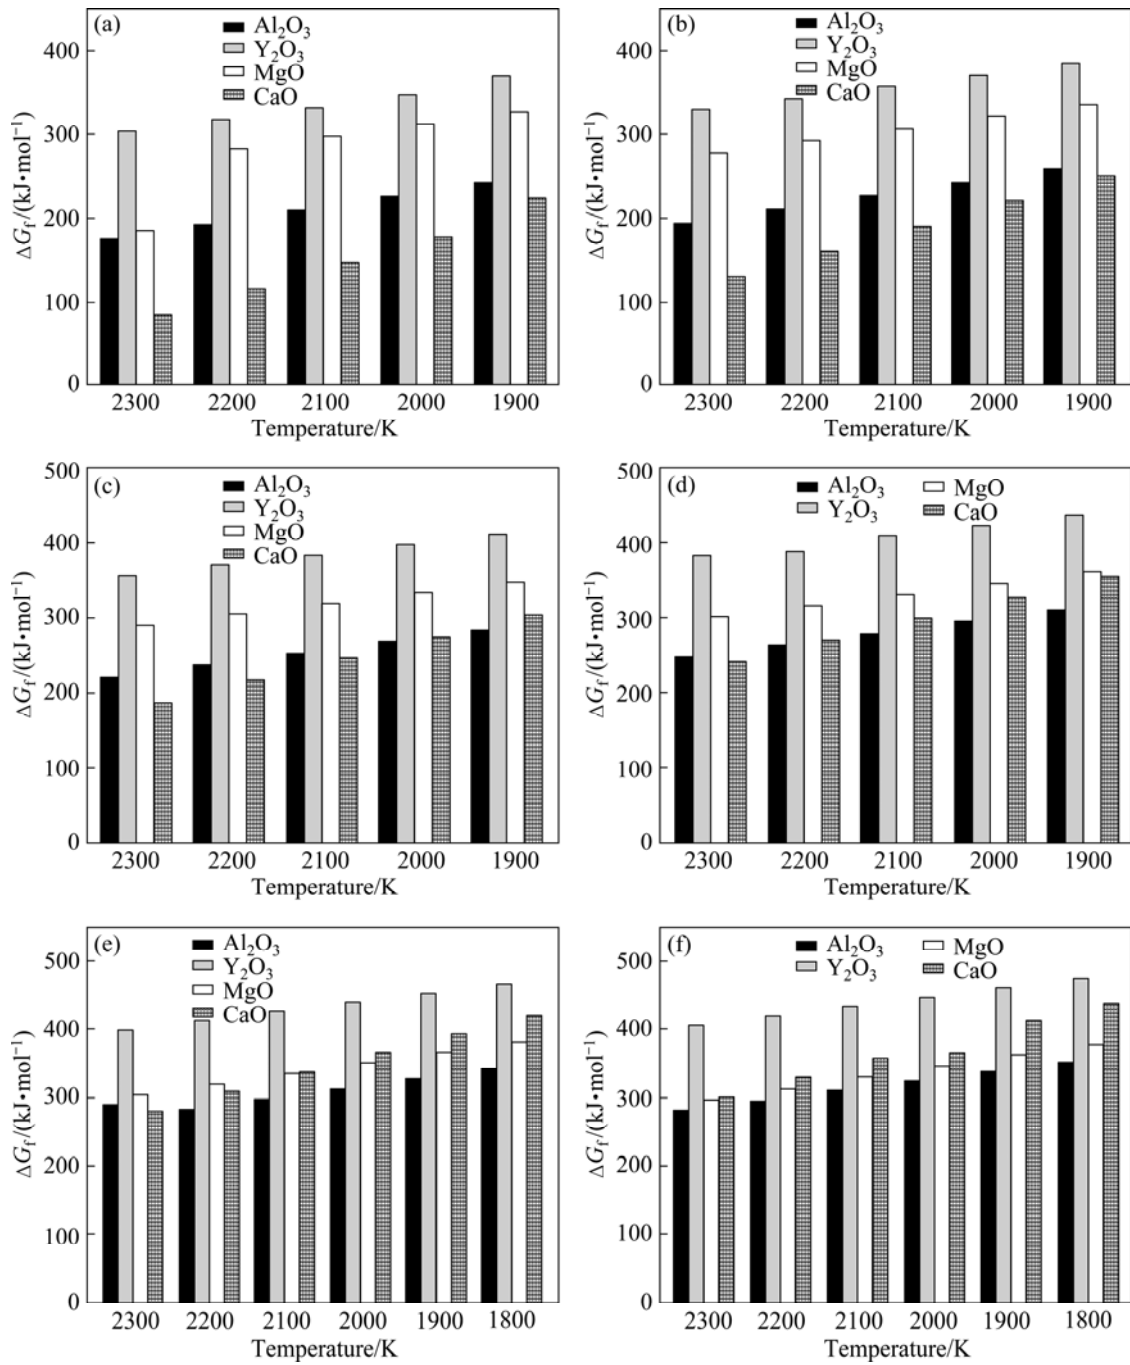 (a)
Al₂O₃
Y₂O₃
MgO
CaO
400
300
200
100
0
ΔG_f/(kJ•mol⁻¹)
2300 2200 2100 2000 1900
Temperature/K
(b)
Al₂O₃
Y₂O₃
MgO
CaO
400
300
200
100
0
ΔG_f/(kJ•mol⁻¹)
2300 2200 2100 2000 1900
Temperature/K
(c)
Al₂O₃
Y₂O₃
MgO
CaO
500
400
300
200
100
0
ΔG_f/(kJ•mol⁻¹)
2300 2200 2100 2000 1900
Temperature/K
(d)
Al₂O₃ MgO
Y₂O₃ CaO
500
400
300
200
100
0
ΔG_f/(kJ•mol⁻¹)
2300 2200 2100 2000 1900
Temperature/K
(e)
Al₂O₃
Y₂O₃
MgO
CaO
500
400
300
200
100
0
ΔG_f/(kJ•mol⁻¹)
2300 2200 2100 2000 1900 1800
Temperature/K
(f)
Al₂O₃ MgO
Y₂O₃ CaO
500
400
300
200
100
0
ΔG_f/(kJ•mol⁻¹)
2300 2200 2100 2000 1900 1800
Temperature/K